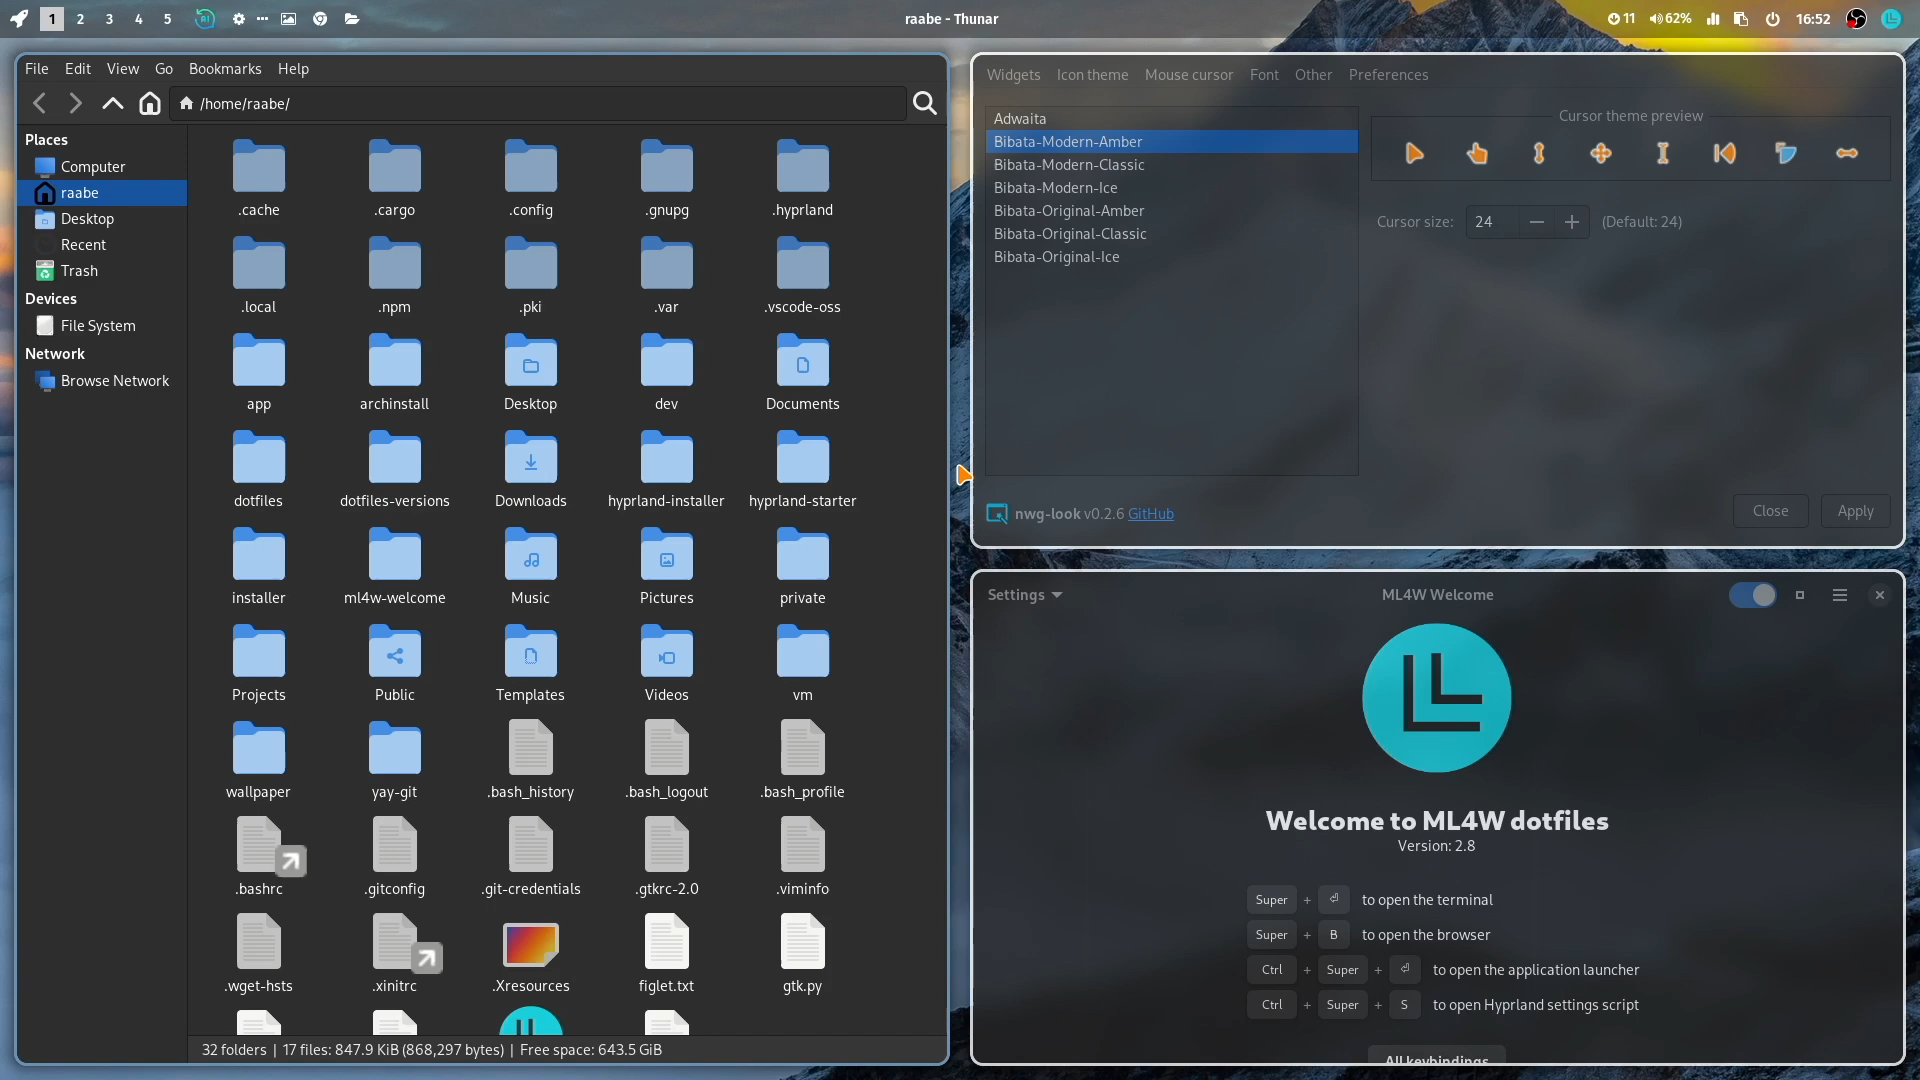 1 2 3 4 5
raabe - Thunar
11 62% 16:52
File Edit View Go Bookmarks Help
/home/raabe/
Places
Computer
raabe
Desktop
Recent
Trash
Devices
File System
Network
Browse Network
.cache .cargo .config .gnupg .hyprland
.local .npm .pki .var .vscode-oss
app archinstall Desktop dev Documents
dotfiles dotfiles-versions Downloads hyprland-installer hyprland-starter
installer ml4w-welcome Music Pictures private
Projects Public Templates Videos vm
wallpaper yay-git .bash_history .bash_logout .bash_profile
.bashrc .gitconfig .git-credentials .gtkrc-2.0 .viminfo
.wget-hsts .xinitrc .Xresources figlet.txt gtk.py
32 folders | 17 files: 847.9 KiB (868,297 bytes) | Free space: 643.5 GiB
Widgets Icon theme Mouse cursor Font Other Preferences
Adwaita
Bibata-Modern-Amber
Bibata-Modern-Classic
Bibata-Modern-Ice
Bibata-Original-Amber
Bibata-Original-Classic
Bibata-Original-Ice
Cursor theme preview
Cursor size: 24 − + (Default: 24)
nwg-look v0.2.6 GitHub
Close Apply
Settings
ML4W Welcome
Welcome to ML4W dotfiles
Version: 2.8
Super + ⏎ to open the terminal
Super + B to open the browser
Ctrl + Super + ⏎ to open the application launcher
Ctrl + Super + S to open Hyprland settings script
All keybindings